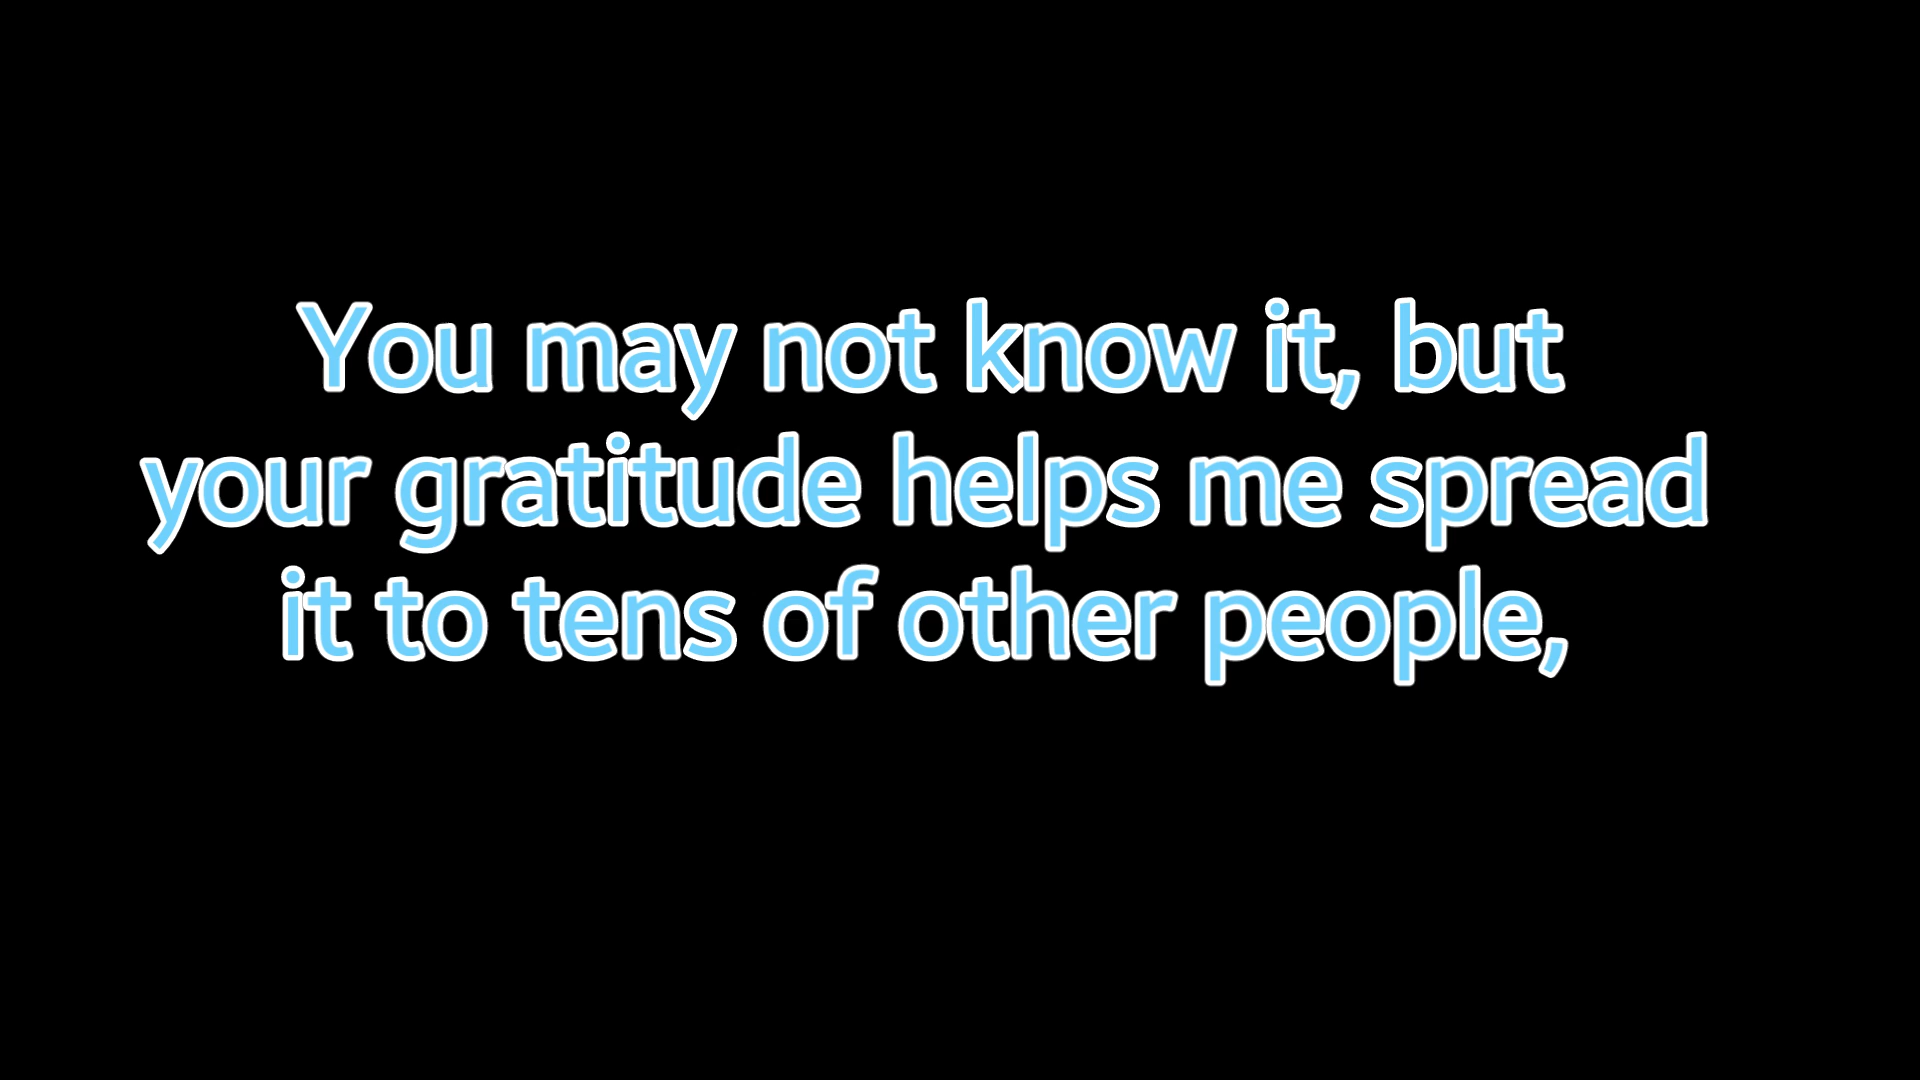 You may not know it, but
your gratitude helps me spread
it to tens of other people,